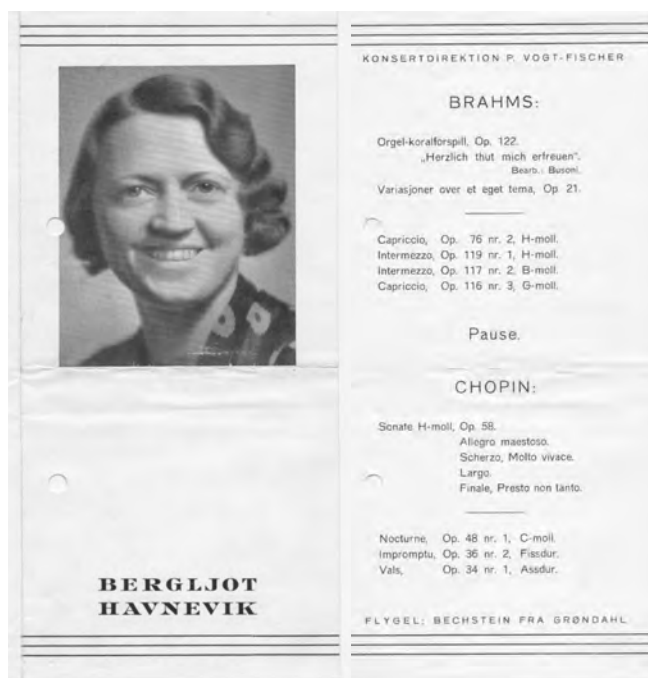 BERGLJOT
HAVNEVIK
KONSERTDIREKTION P. VOGT-FISCHER
BRAHMS:
Orgel-koralforspill, Op. 122.
„Herzlich thut mich erfreuen“.
Bearb.: Busoni.
Variasjoner over et eget tema, Op 21.
Capriccio, Op. 76 nr. 2, H-moll.
Intermezzo, Op. 119 nr. 1, H-moll.
Intermezzo, Op. 117 nr. 2, B-moll.
Capriccio, Op. 116 nr. 3, G-moll.
Pause.
CHOPIN:
Sonate H-moll, Op. 58.
Allegro maestoso.
Scherzo, Molto vivace.
Largo.
Finale, Presto non tanto.
Nocturne, Op. 48 nr. 1, C-moll.
Impromptu, Op. 36 nr. 2, Fissdur.
Vals, Op. 34 nr. 1, Assdur.
FLYGEL: BECHSTEIN FRA GRØNDAHL